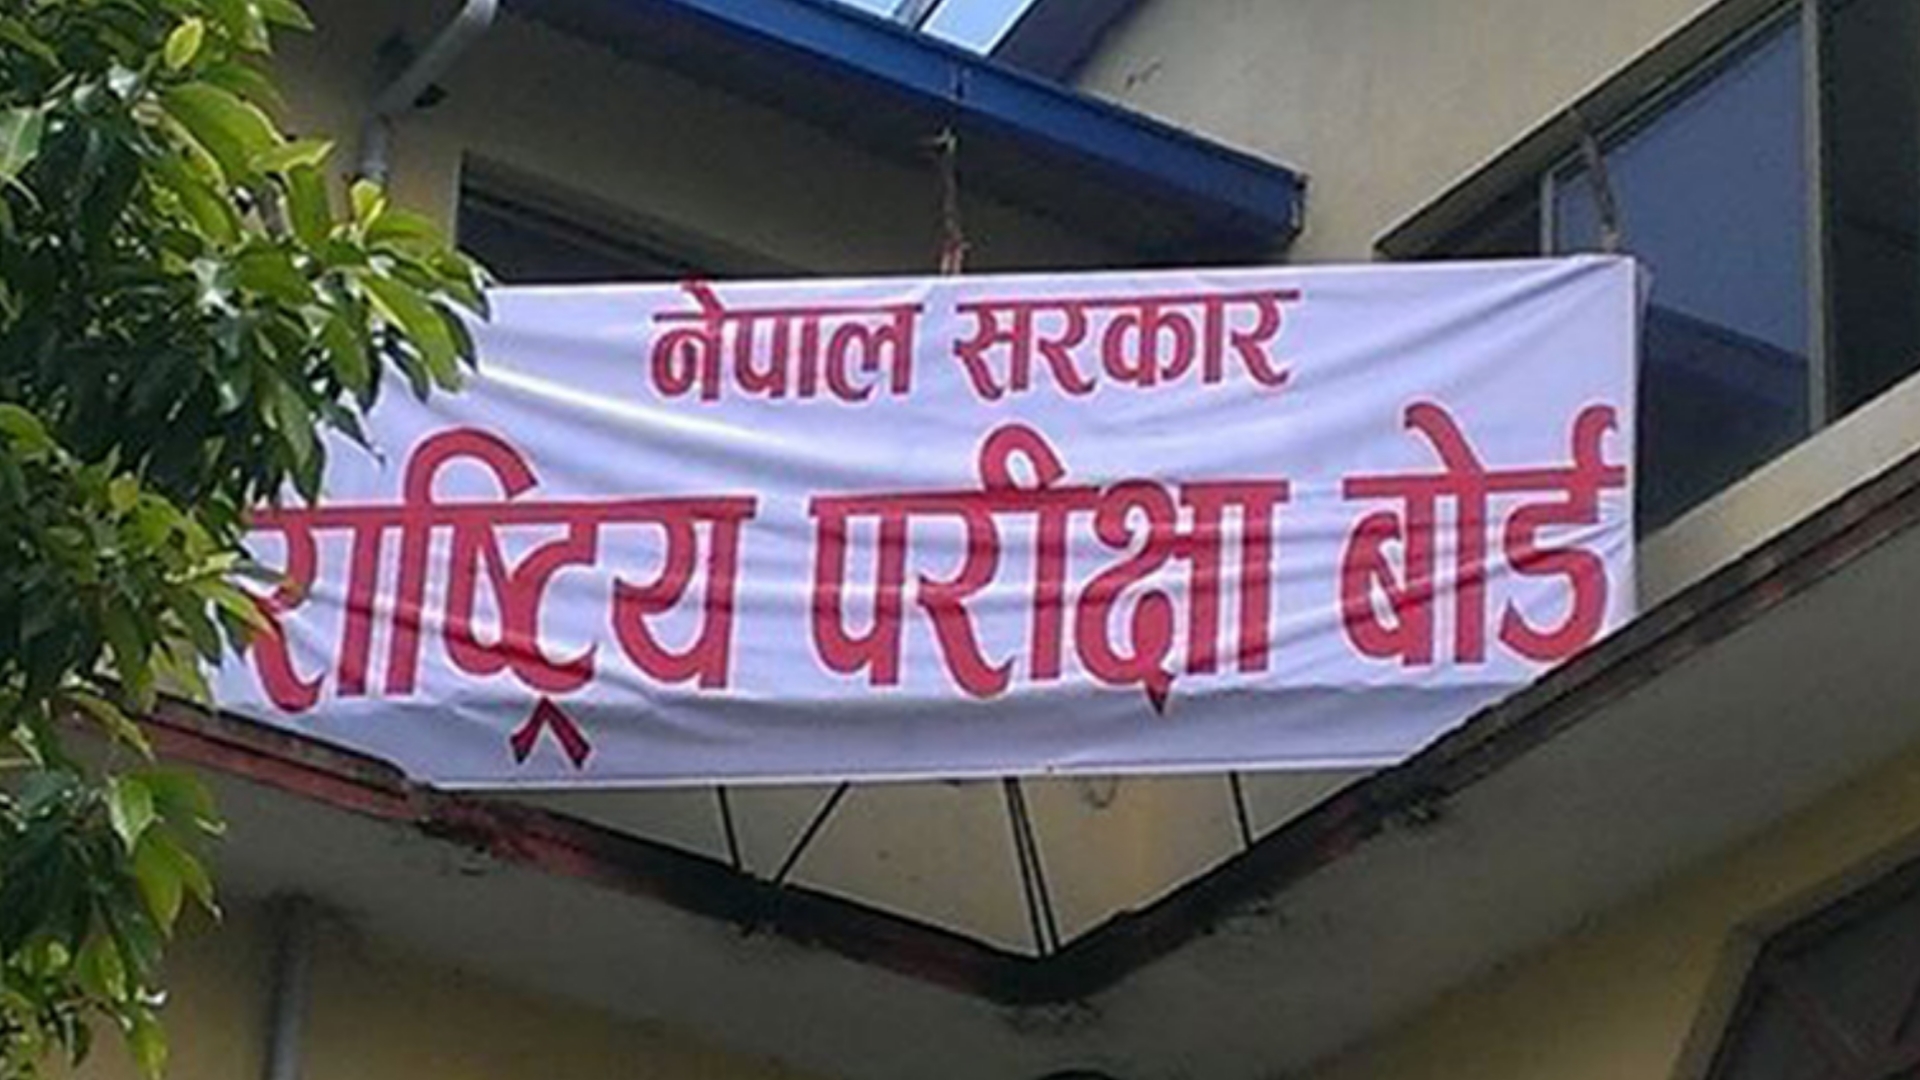 नेपाल सरकार
राष्ट्रिय परीक्षा बोर्ड